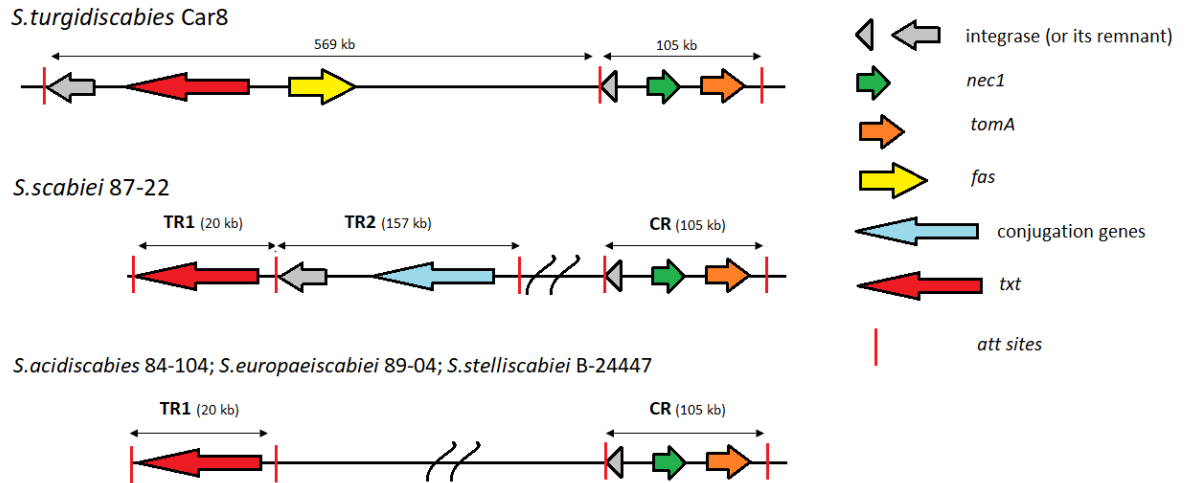 S.turgidiscabies Car8
569 kb
105 kb
S.scabiei 87-22
TR1 (20 kb)
TR2 (157 kb)
CR (105 kb)
S.acidiscabies 84-104; S.europaeiscabiei 89-04; S.stelliscabiei B-24447
TR1 (20 kb)
CR (105 kb)
integrase (or its remnant)
nec1
tomA
fas
conjugation genes
txt
att sites